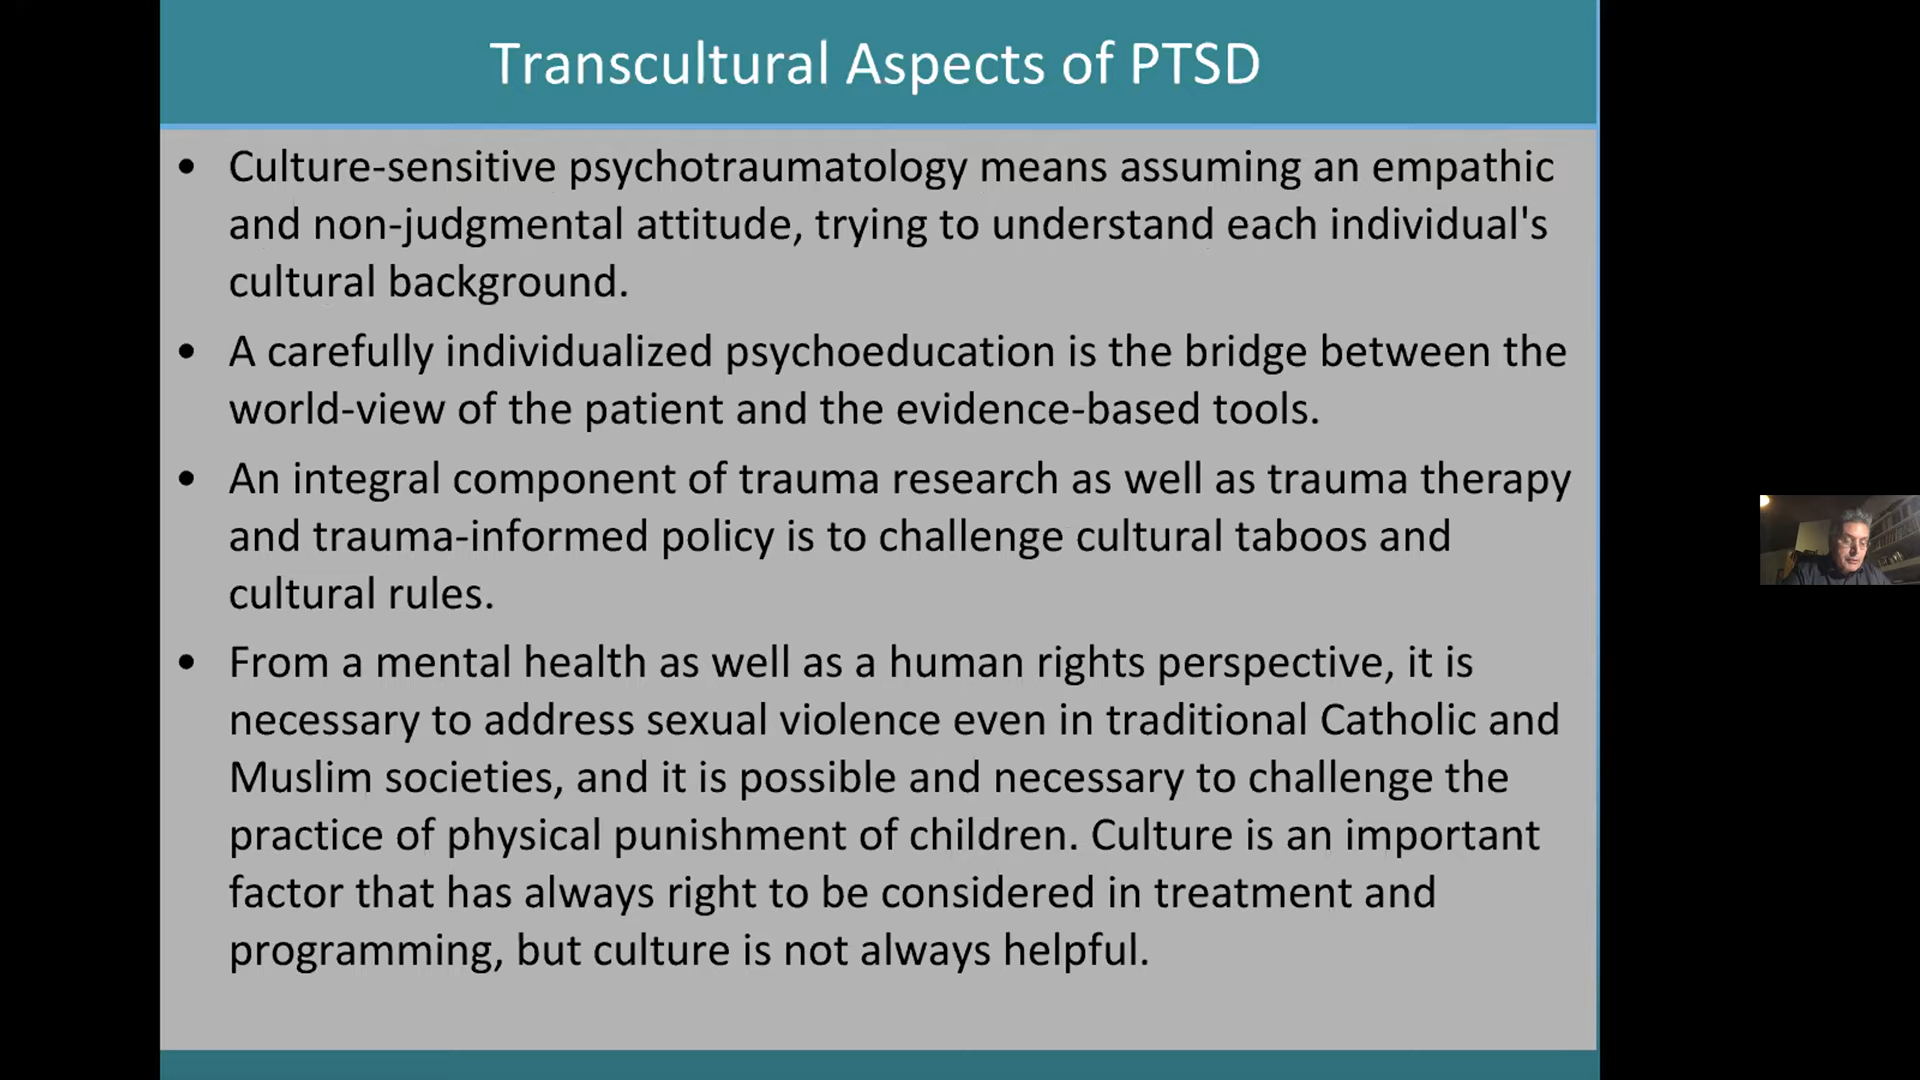 Transcultural Aspects of PTSD
• Culture-sensitive psychotraumatology means assuming an empathic
and non-judgmental attitude, trying to understand each individual's
cultural background.
• A carefully individualized psychoeducation is the bridge between the
world-view of the patient and the evidence-based tools.
• An integral component of trauma research as well as trauma therapy
and trauma-informed policy is to challenge cultural taboos and
cultural rules.
• From a mental health as well as a human rights perspective, it is
necessary to address sexual violence even in traditional Catholic and
Muslim societies, and it is possible and necessary to challenge the
practice of physical punishment of children. Culture is an important
factor that has always right to be considered in treatment and
programming, but culture is not always helpful.